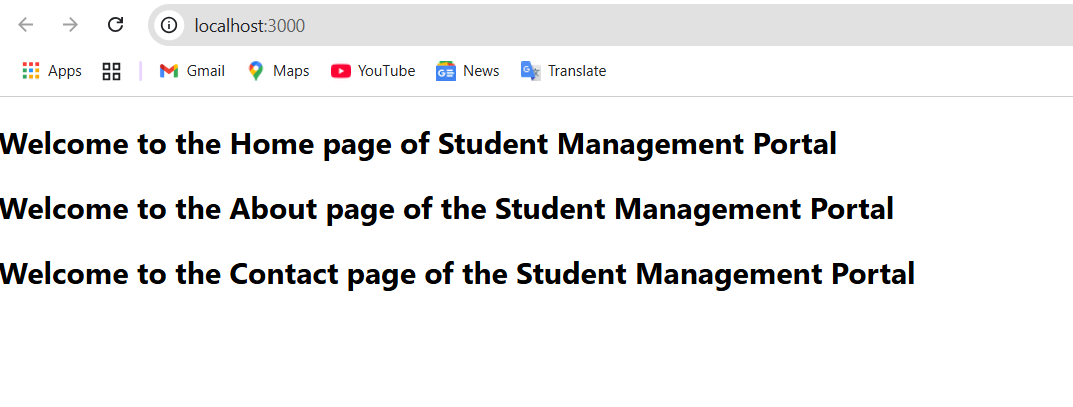 localhost:3000
Apps Gmail Maps YouTube News Translate
Welcome to the Home page of Student Management Portal
Welcome to the About page of the Student Management Portal
Welcome to the Contact page of the Student Management Portal